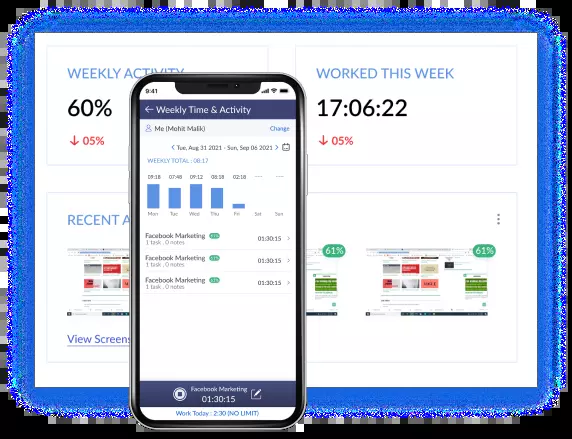 WEEKLY ACTIVITY
60%
05%
WORKED THIS WEEK
17:06:22
05%
RECENT A
61%
61%
View Screens
9:41
Weekly Time & Activity
Me (Mohit Malik)
Change
Tue, Aug 31 2021 - Sun, Sep 06 2021
WEEKLY TOTAL : 08:17
09:18 07:48 09:12 08:18 02:18 ---- ----
Mon Tue Wed Thu Fri Sat Sun
Facebook Marketing
1 task , 0 notes
01:30:15
Facebook Marketing
1 task , 0 notes
01:30:15
Facebook Marketing
1 task , 0 notes
01:30:15
Facebook Marketing
01:30:15
Work Today : 2:30 (NO LIMIT)